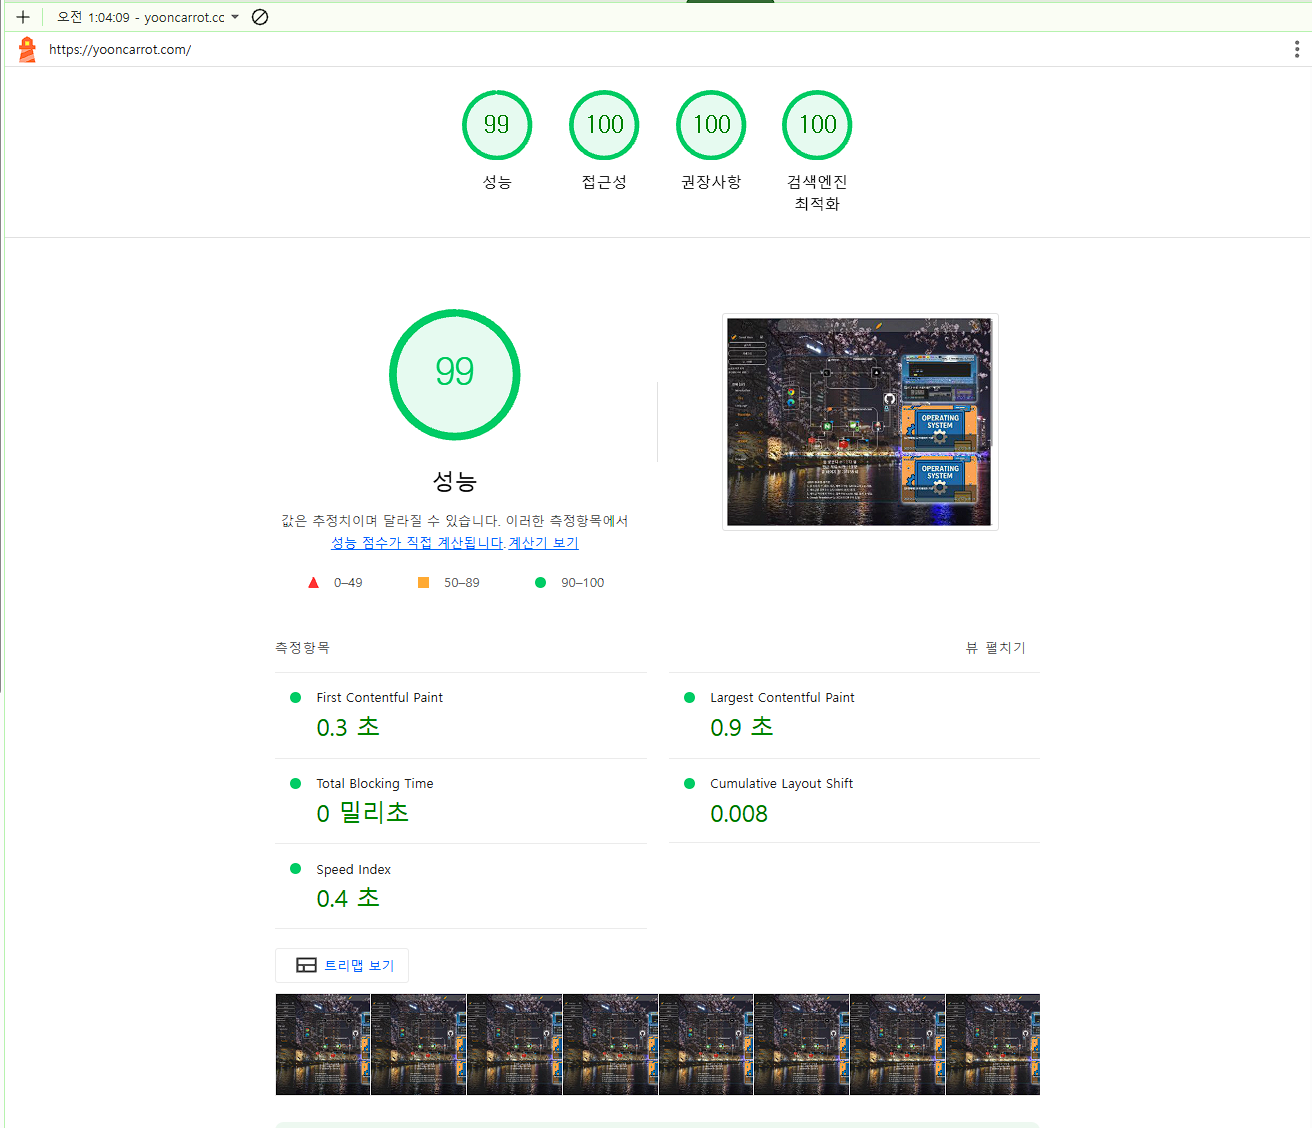 오전 1:04:09 - yooncarrot.cc
https://yooncarrot.com/
99
100
100
100
성능
접근성
권장사항
검색엔진
최적화
99
성능
값은 추정치이며 달라질 수 있습니다. 이러한 측정항목에서
성능 점수가 직접 계산됩니다. 계산기 보기
0–49
50–89
90–100
OPERATING
SYSTEM
OPERATING
SYSTEM
측정항목
뷰 펼치기
First Contentful Paint
0.3 초
Largest Contentful Paint
0.9 초
Total Blocking Time
0 밀리초
Cumulative Layout Shift
0.008
Speed Index
0.4 초
트리맵 보기